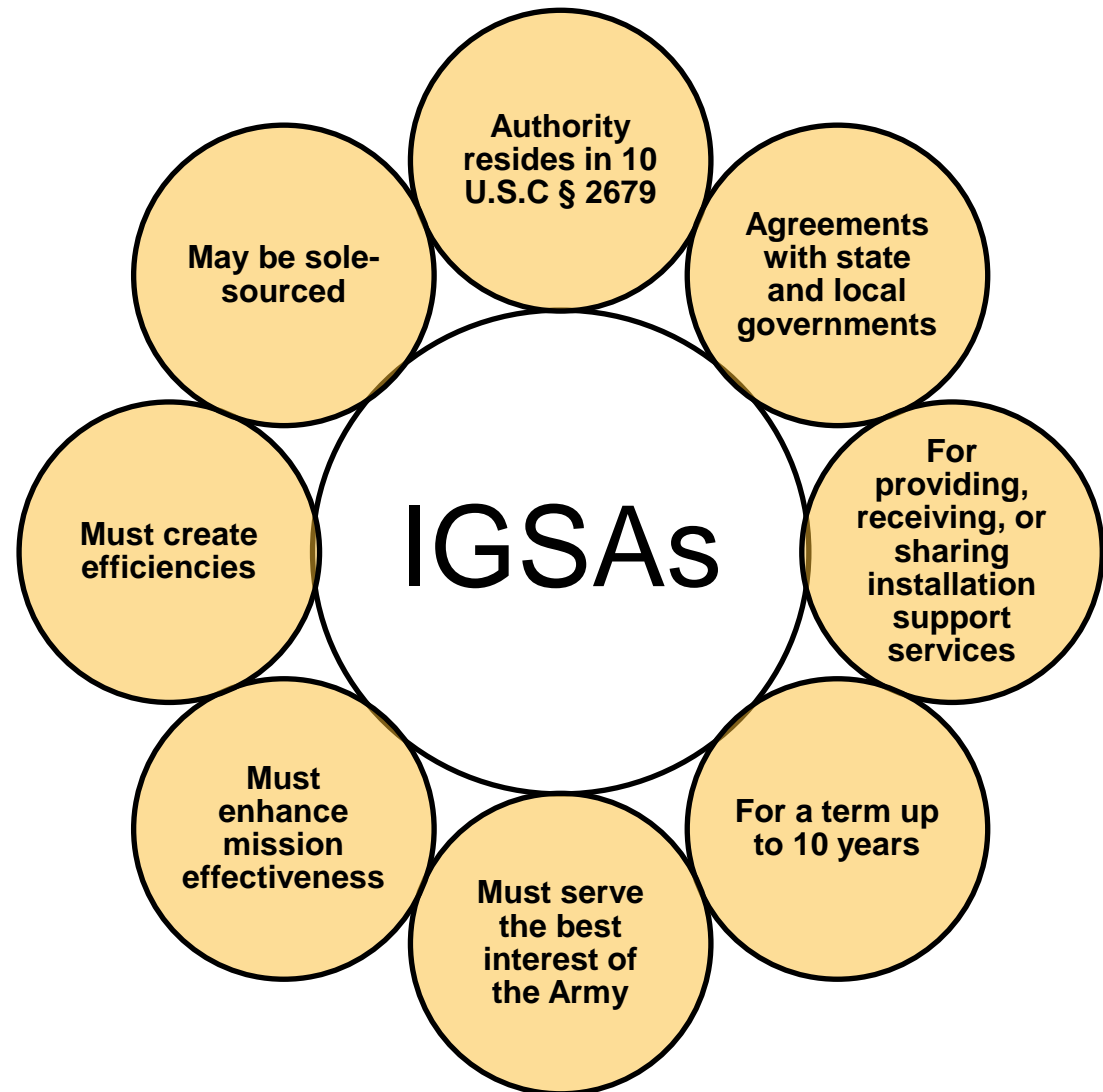 Authority
resides in 10
U.S.C § 2679
Agreements
with state
and local
governments
For
providing,
receiving, or
sharing
installation
support
services
For a term up
to 10 years
Must serve
the best
interest of
the Army
Must
enhance
mission
effectiveness
Must create
efficiencies
May be sole-
sourced
IGSAs